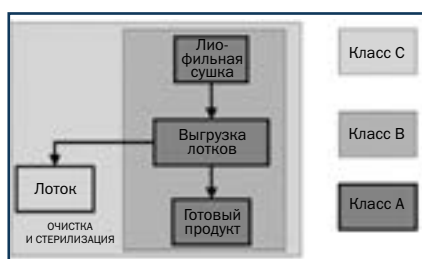 Лио-
фильная
сушка
Выгрузка
лотков
Лоток
Готовый
продукт
ОЧИСТКА
И СТЕРИЛИЗАЦИЯ
Класс C
Класс B
Класс A